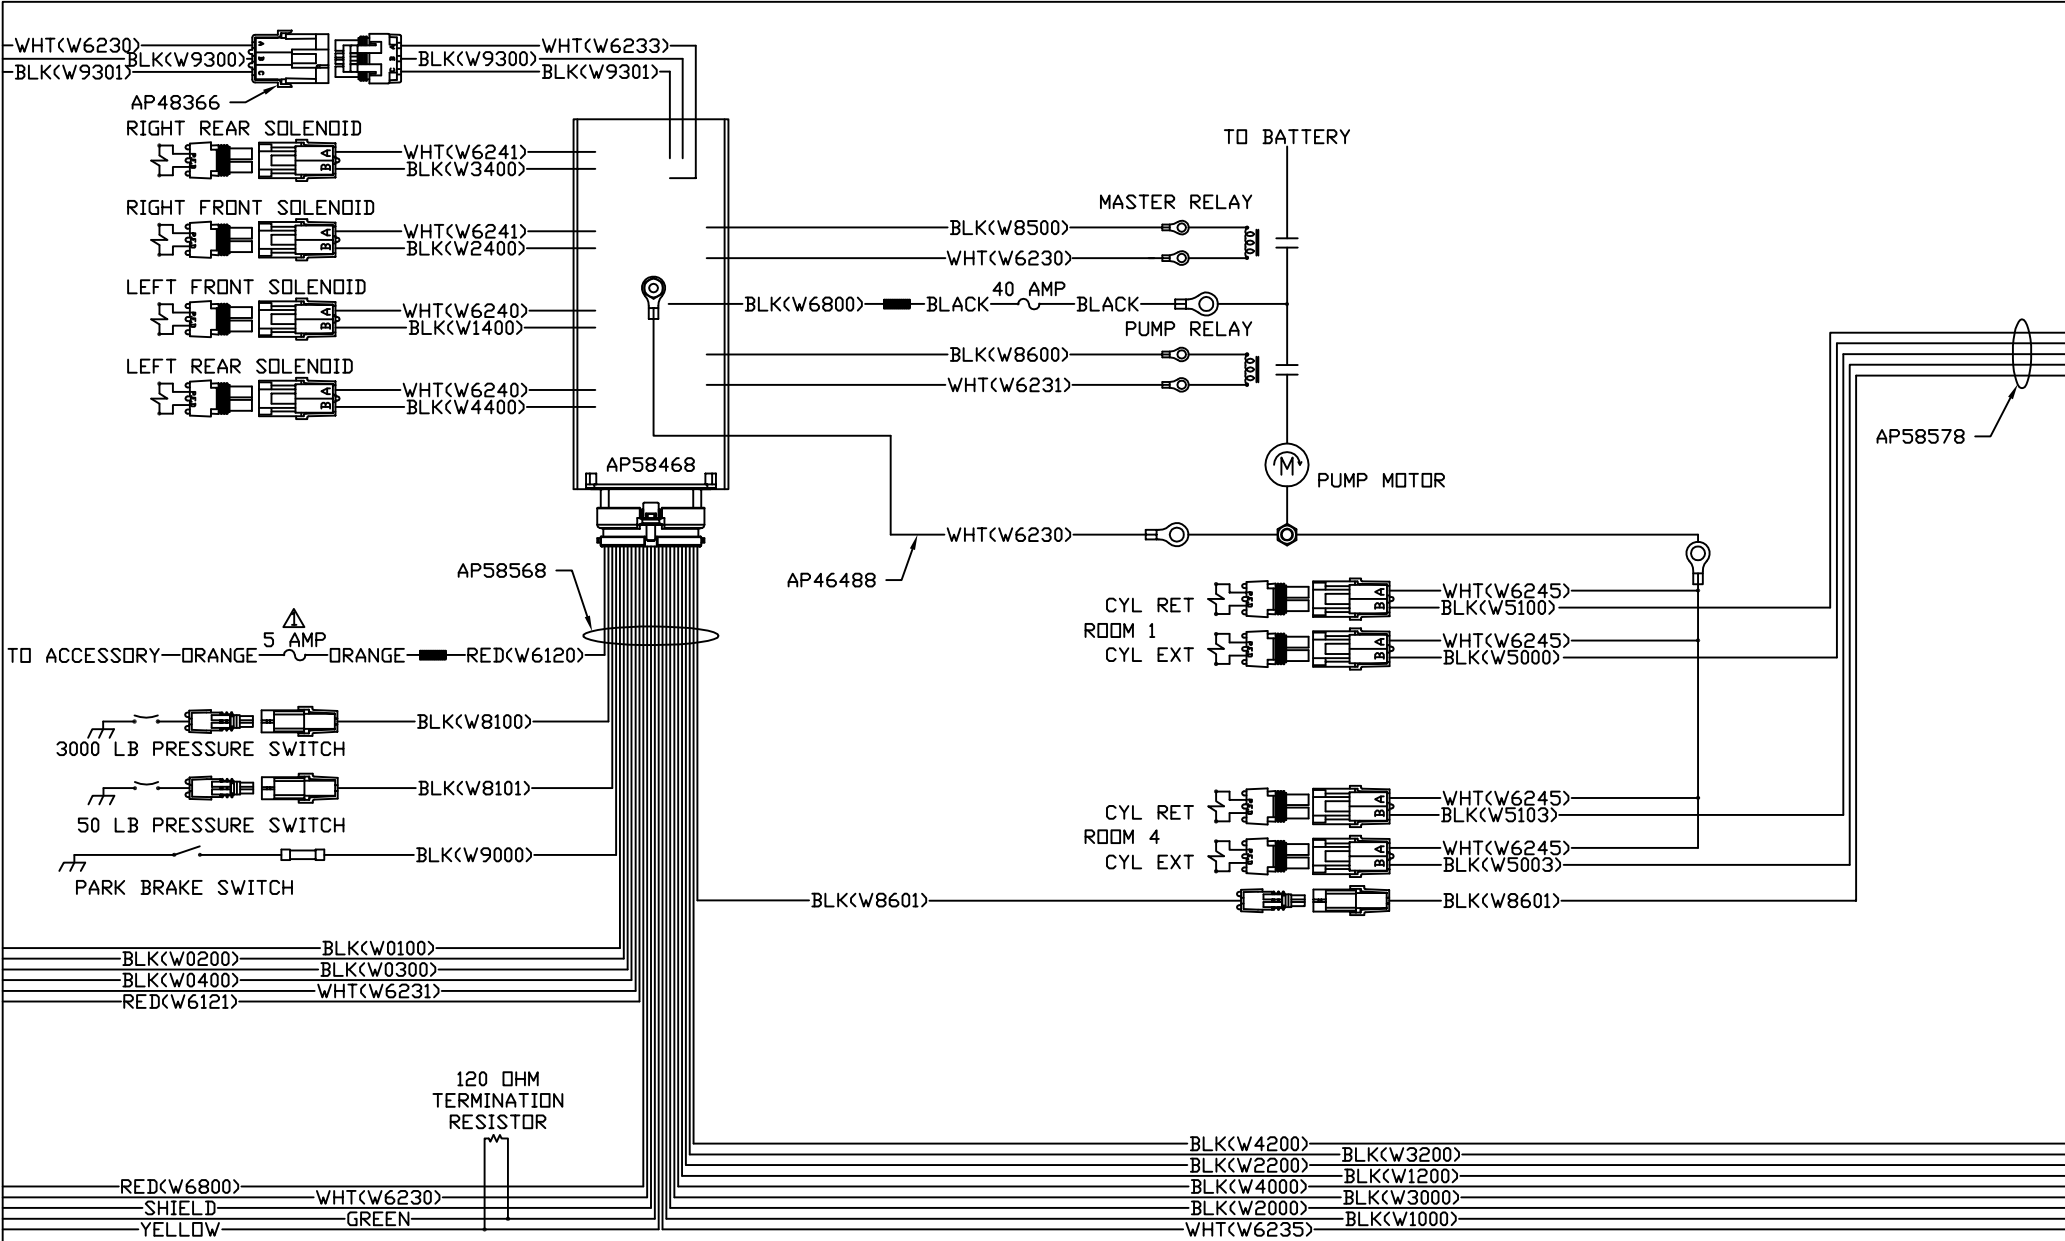 WHT(W6230)
BLK(W9300)
BLK(W9301)
A
B
C
WHT(W6233)
BLK(W9300)
BLK(W9301)
AP48366
RIGHT REAR SOLENOID
A
B
WHT(W6241)
BLK(W3400)
RIGHT FRONT SOLENOID
A
B
WHT(W6241)
BLK(W2400)
LEFT FRONT SOLENOID
A
B
WHT(W6240)
BLK(W1400)
LEFT REAR SOLENOID
A
B
WHT(W6240)
BLK(W4400)
AP58468
TO BATTERY
MASTER RELAY
BLK(W8500)
WHT(W6230)
BLK(W6800)
BLACK
40 AMP
BLACK
PUMP RELAY
BLK(W8600)
WHT(W6231)
M
PUMP MOTOR
WHT(W6230)
AP46488
AP58578
AP58568
1
TO ACCESSORY
ORANGE
5 AMP
ORANGE
RED(W6120)
BLK(W8100)
3000 LB PRESSURE SWITCH
BLK(W8101)
50 LB PRESSURE SWITCH
BLK(W9000)
PARK BRAKE SWITCH
CYL RET
A
B
WHT(W6245)
BLK(W5100)
ROOM 1
CYL EXT
A
B
WHT(W6245)
BLK(W5000)
CYL RET
A
B
WHT(W6245)
BLK(W5103)
ROOM 4
CYL EXT
A
B
WHT(W6245)
BLK(W5003)
BLK(W8601)
BLK(W8601)
BLK(W0100)
BLK(W0200)
BLK(W0300)
BLK(W0400)
WHT(W6231)
RED(W6121)
120 OHM
TERMINATION
RESISTOR
RED(W6800)
WHT(W6230)
SHIELD
GREEN
YELLOW
BLK(W4200)
BLK(W3200)
BLK(W2200)
BLK(W1200)
BLK(W4000)
BLK(W3000)
BLK(W2000)
BLK(W1000)
WHT(W6235)